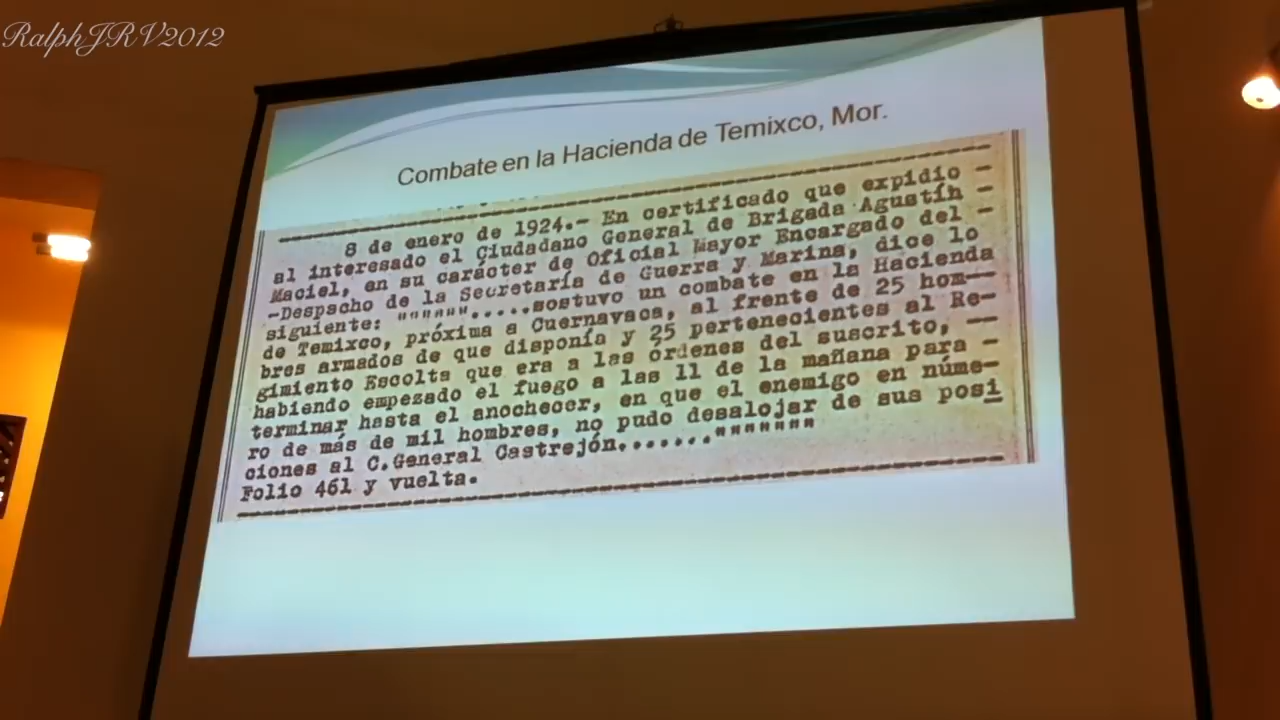 RalphJRV2012
Combate en la Hacienda de Temixco, Mor.
8 de enero de 1924.- En certificado que expidio -
al interesado el Ciudadano General de Brigada Agustín -
Maciel, en su carácter de Oficial Mayor Encargado del -
-Despacho de la Secretaría de Guerra y Marina, dice lo
siguiente: """""".....sostuvo un combate en la Hacienda
de Temixco, próxima a Cuernavaca, al frente de 25 hom--
bres armados de que disponía y 25 pertenecientes al Re-
gimiento Escolta que era a las órdenes del suscrito, --
habiendo empezado el fuego a las 11 de la mañana para -
terminar hasta el anochecer, en que el enemigo en núme-
ro de más de mil hombres, no pudo desalojar de sus posi
ciones al C.General Castrejón.......""""""""
Folio 461 y vuelta.